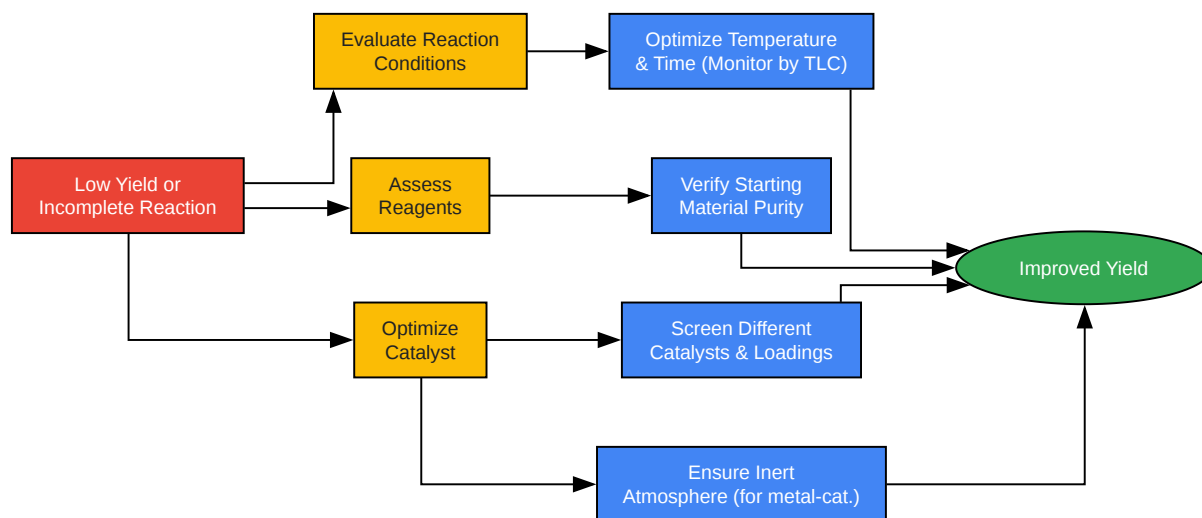 Evaluate Reaction
Conditions
Optimize Temperature
& Time (Monitor by TLC)
Low Yield or
Incomplete Reaction
Assess
Reagents
Verify Starting
Material Purity
Improved Yield
Optimize
Catalyst
Screen Different
Catalysts & Loadings
Ensure Inert
Atmosphere (for metal-cat.)